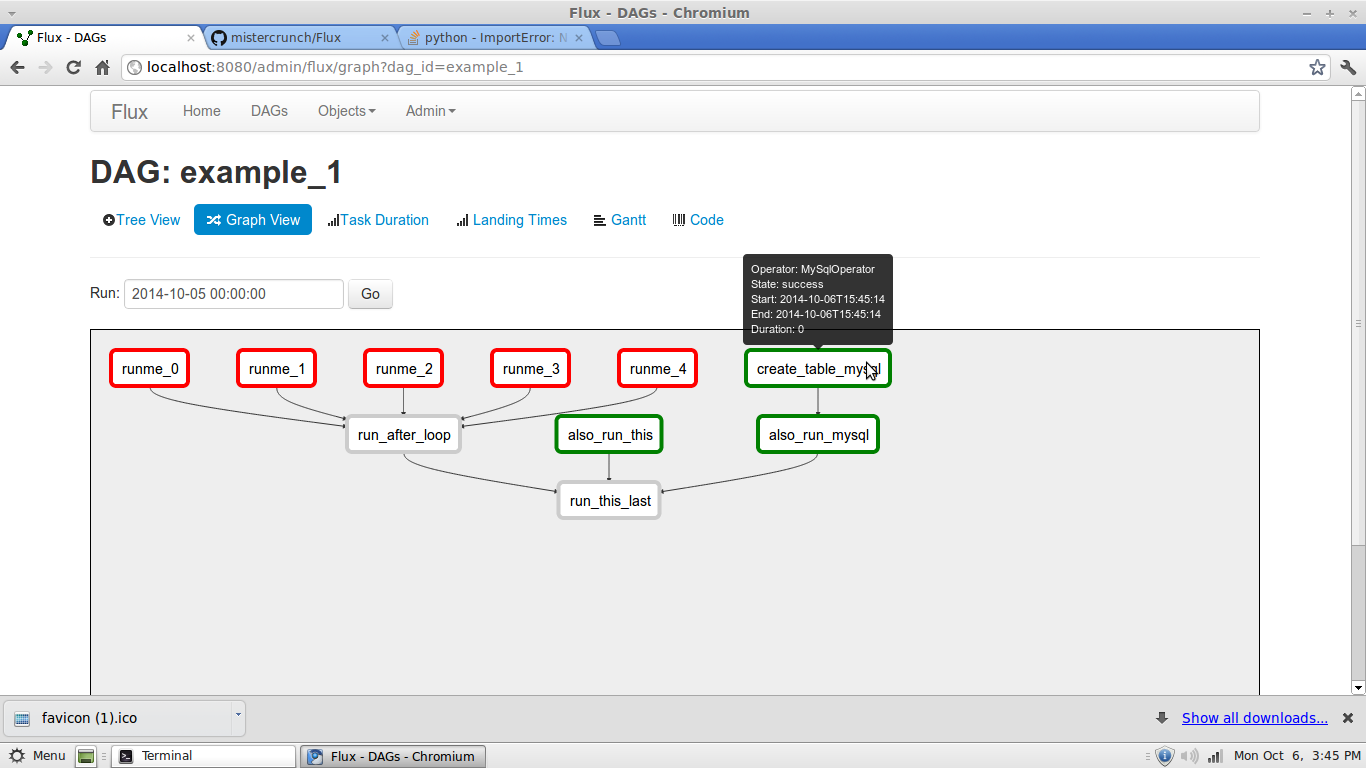 Flux - DAGs - Chromium
Flux - DAGs
mistercrunch/Flux
python - ImportError: N
localhost:8080/admin/flux/graph?dag_id=example_1
Flux Home DAGs Objects Admin
DAG: example_1
Tree View Graph View Task Duration Landing Times Gantt Code
Run: 2014-10-05 00:00:00 Go
Operator: MySqlOperator
State: success
Start: 2014-10-06T15:45:14
End: 2014-10-06T15:45:14
Duration: 0
runme_0 runme_1 runme_2 runme_3 runme_4 create_table_mysql
run_after_loop also_run_this also_run_mysql
run_this_last
favicon (1).ico Show all downloads...
Menu Terminal Flux - DAGs - Chromium Mon Oct 6, 3:45 PM